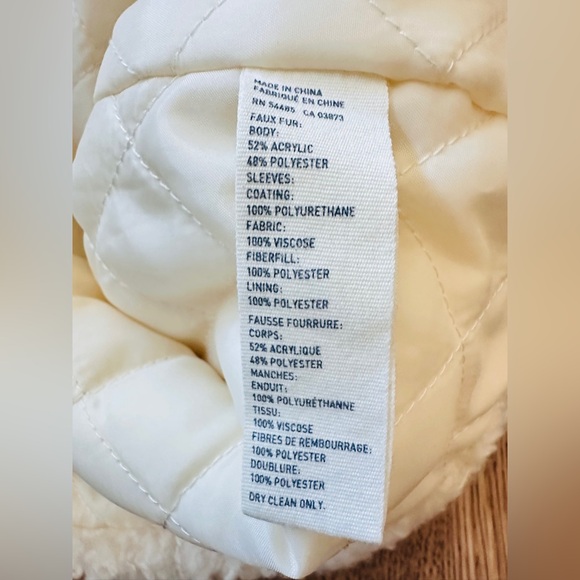 MADE IN CHINA
FABRIQUÉ EN CHINE
RN 54485 CA 03873
FAUX FUR:
BODY:
52% ACRYLIC
48% POLYESTER
SLEEVES:
COATING:
100% POLYURETHANE
FABRIC:
100% VISCOSE
FIBERFILL:
100% POLYESTER
LINING:
100% POLYESTER
FAUSSE FOURRURE:
CORPS:
52% ACRYLIQUE
48% POLYESTER
MANCHES:
ENDUIT:
100% POLYURÉTHANNE
TISSU:
100% VISCOSE
FIBRES DE REMBOURRAGE:
100% POLYESTER
DOUBLURE:
100% POLYESTER
DRY CLEAN ONLY.